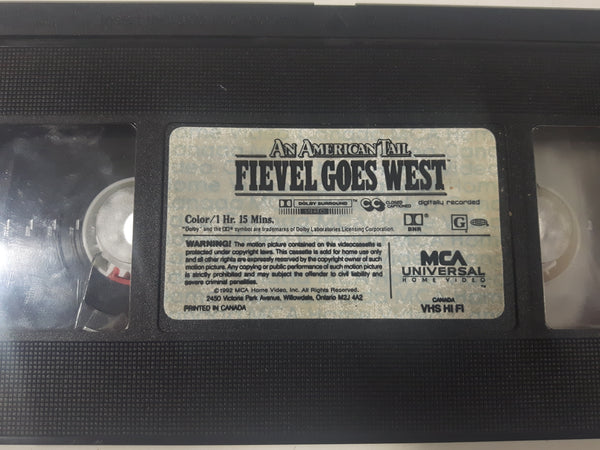 AN AMERICAN TAIL
FIEVEL GOES WEST™
DOLBY SURROUND™ CC CLOSED CAPTIONED digitally recorded
Color/1 Hr. 15 Mins.
"Dolby" and the DD® symbol are trademarks of Dolby Laboratories Licensing Corporation.
BNR
G
WARNING! The motion picture contained on this videocassette is
protected under copyright laws. This cassette is sold for home use only
and all other rights are expressly reserved by the copyright owner of such
motion picture. Any copying or public performance of such motion picture
is strictly prohibited and may subject the offender to civil liability and
severe criminal penalties.
©1992 MCA Home Video, Inc. All Rights Reserved.
2450 Victoria Park Avenue, Willowdale, Ontario M2J 4A2
PRINTED IN CANADA
MCA
UNIVERSAL
HOME VIDEO
CANADA
VHS HI FI